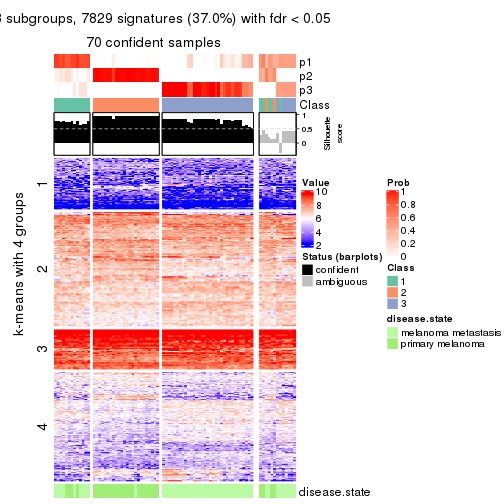 3 subgroups, 7829 signatures (37.0%) with fdr < 0.05
70 confident samples
p1
p2
p3
Class
1
0.5
0
Silhouette
score
k-means with 4 groups
1
2
3
4
disease.state
Value
10
8
6
4
2
Status (barplots)
confident
ambiguous
Prob
1
0.8
0.6
0.4
0.2
0
Class
1
2
3
disease.state
melanoma metastasis
primary melanoma